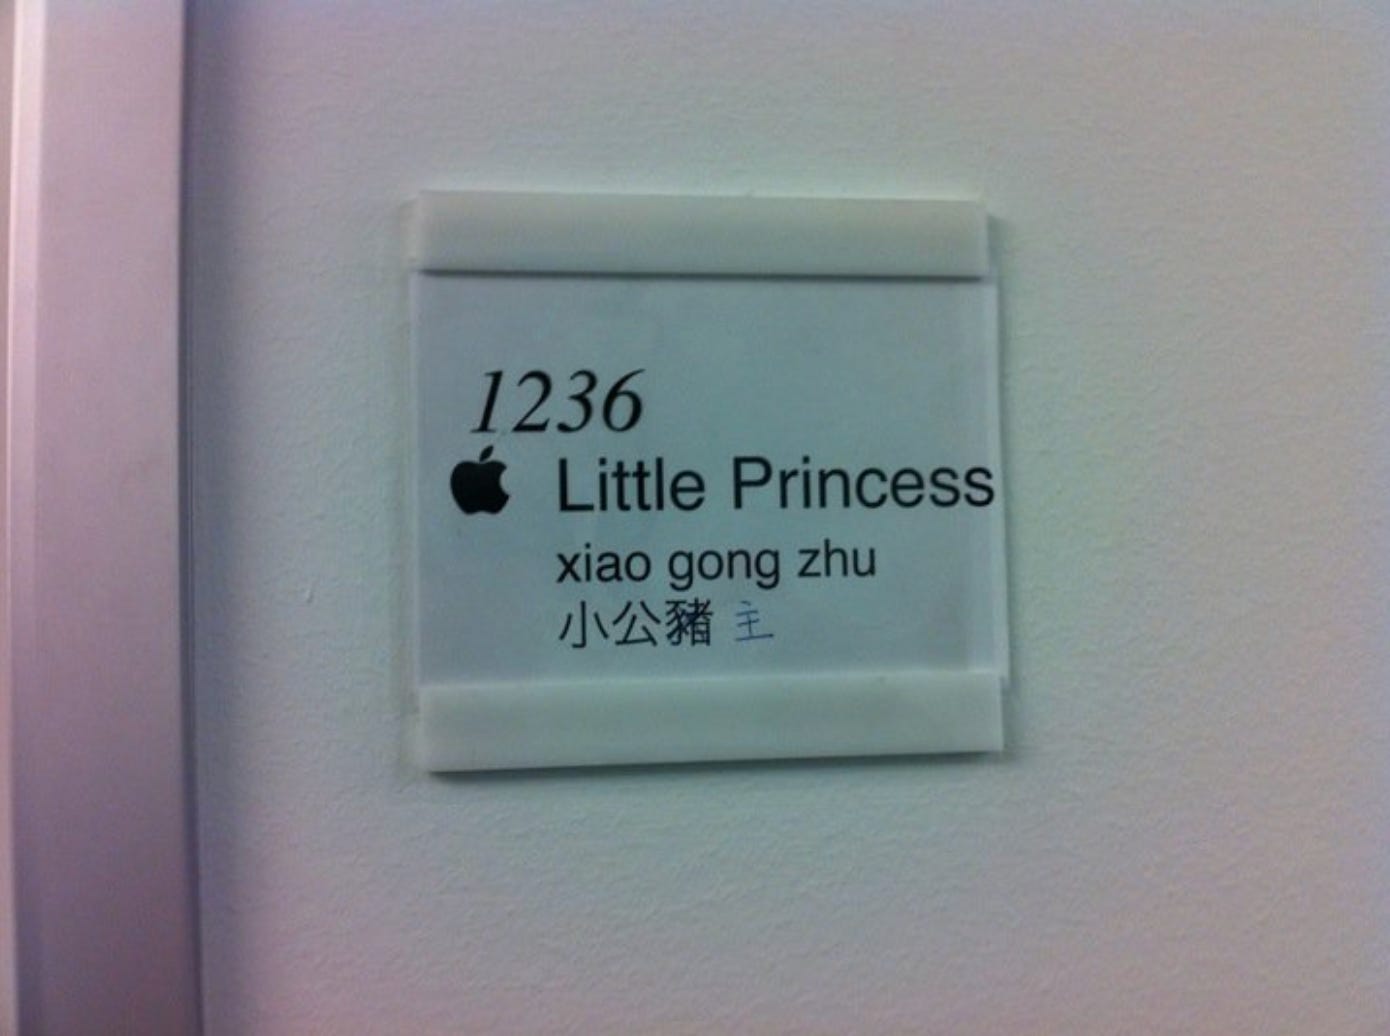 1236
Little Princess
xiao gong zhu
小公豬 主